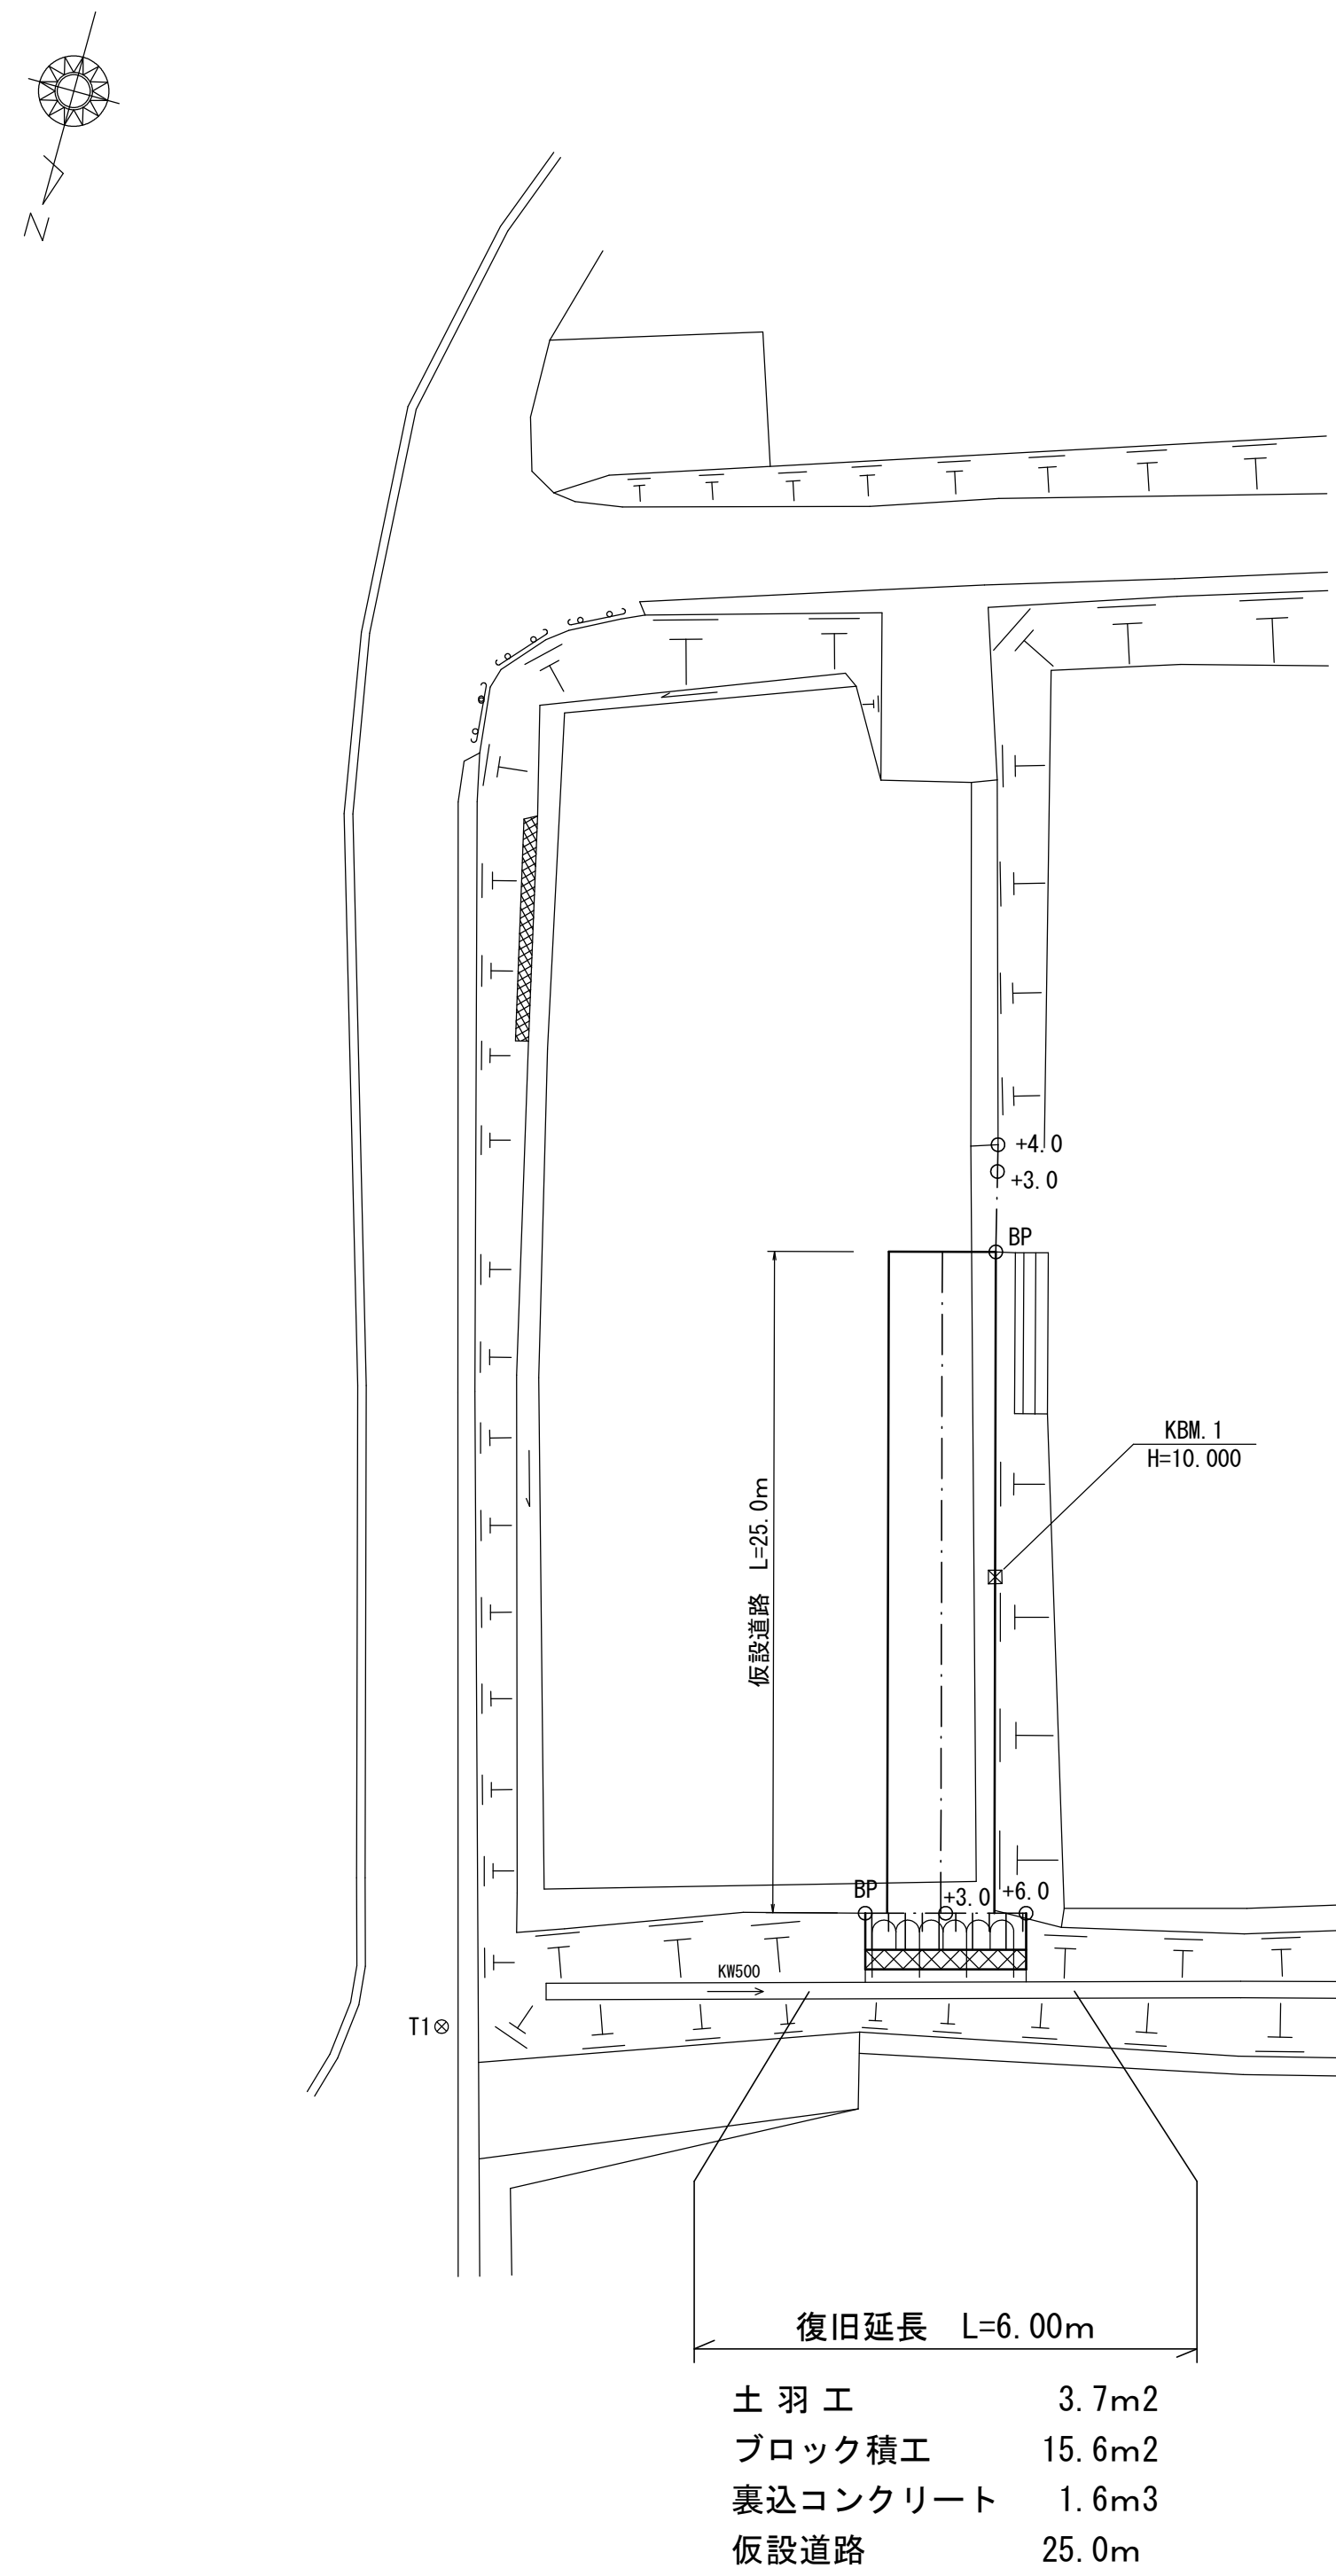 N
+4.0
+3.0
BP
KBM.1
H=10.000
仮設道路 L=25.0m
BP
+3.0
+6.0
KW500
T1
復旧延長 L=6.00m
土羽工 3.7m2
ブロック積工 15.6m2
裏込コンクリート 1.6m3
仮設道路 25.0m